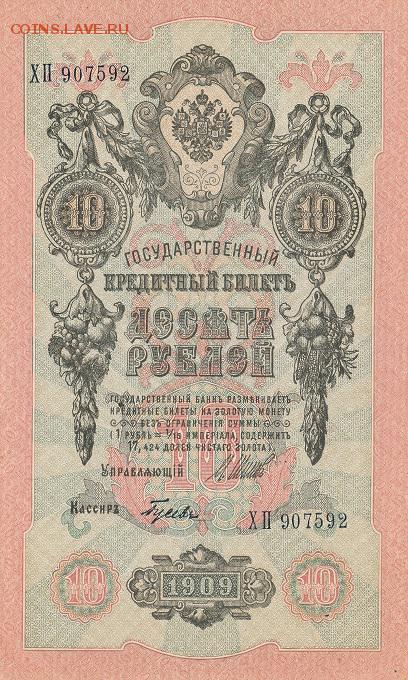 COINS.LAVE.RU
ХП 907592
10 10
ГОСУДАРСТВЕННЫЙ
КРЕДИТНЫЙ БИЛЕТЪ
ДЕСЯТЬ
РУБЛЕЙ
ГОСУДАРСТВЕННЫЙ БАНКЪ РАЗМѢНИВАЕТЪ
КРЕДИТНЫЕ БИЛЕТЫ НА ЗОЛОТУЮ МОНЕТУ
БЕЗЪ ОГРАНИЧЕНІЯ СУММЫ
(1 РУБЛЬ = 1/15 ИМПЕРІАЛА, СОДЕРЖИТЪ
17,424 ДОЛЕЙ ЧИСТАГО ЗОЛОТА).
10
УПРАВЛЯЮЩІЙ
Кассиръ
ХП 907592
10 1909 10